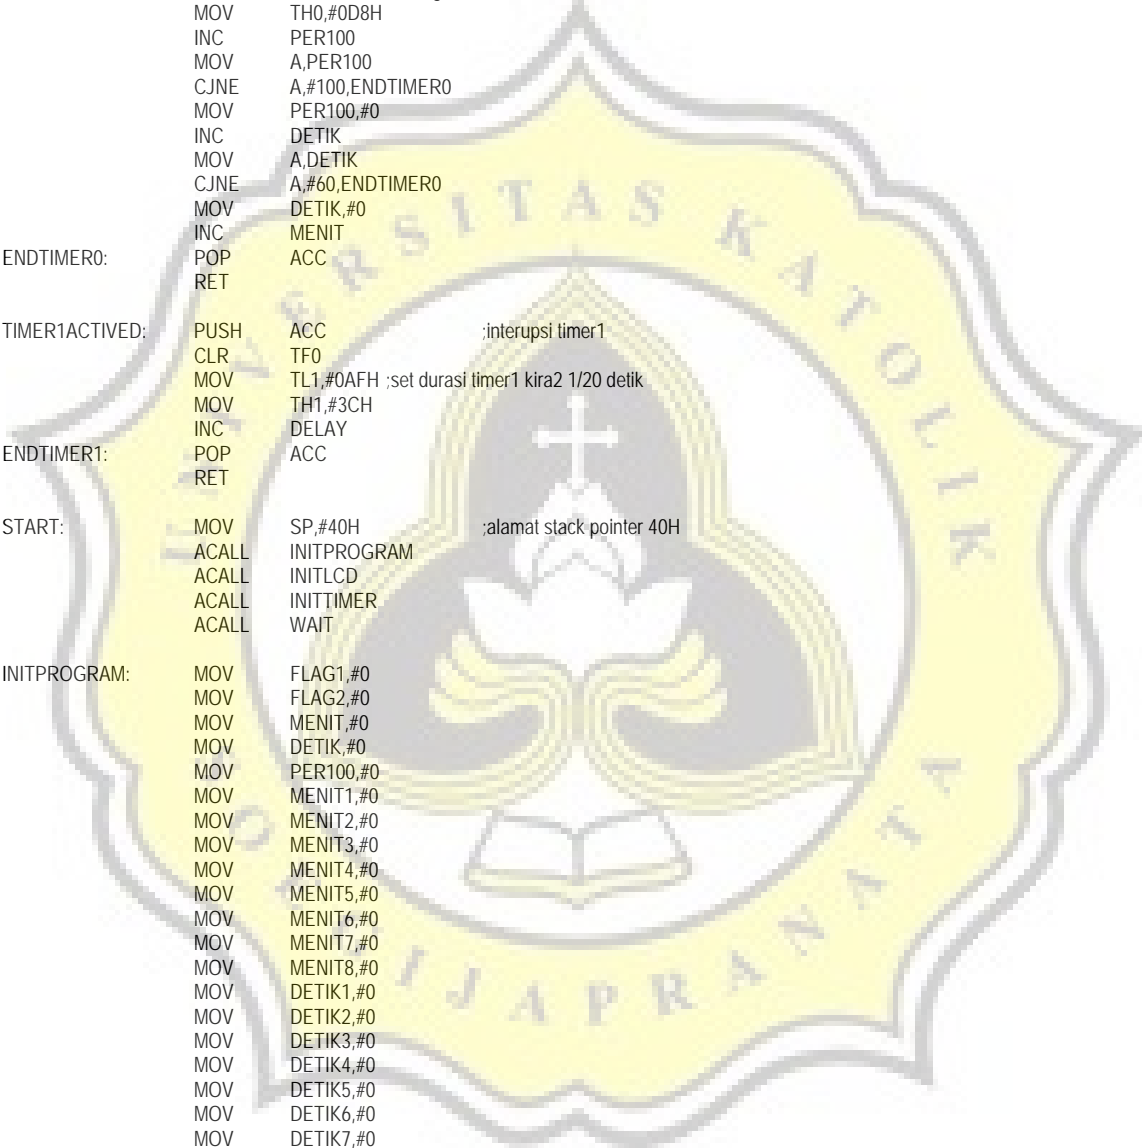 MOV TH0,#0D8H
INC PER100
MOV A,PER100
CJNE A,#100,ENDTIMER0
MOV PER100,#0
INC DETIK
MOV A,DETIK
CJNE A,#60,ENDTIMER0
MOV DETIK,#0
INC MENIT
ENDTIMER0: POP ACC
RET
TIMER1ACTIVED: PUSH ACC ;interupsi timer1
CLR TF0
MOV TL1,#0AFH ;set durasi timer1 kira2 1/20 detik
MOV TH1,#3CH
INC DELAY
ENDTIMER1: POP ACC
RET
START: MOV SP,#40H ;alamat stack pointer 40H
ACALL INITPROGRAM
ACALL INITLCD
ACALL INITTIMER
ACALL WAIT
INITPROGRAM: MOV FLAG1,#0
MOV FLAG2,#0
MOV MENIT,#0
MOV DETIK,#0
MOV PER100,#0
MOV MENIT1,#0
MOV MENIT2,#0
MOV MENIT3,#0
MOV MENIT4,#0
MOV MENIT5,#0
MOV MENIT6,#0
MOV MENIT7,#0
MOV MENIT8,#0
MOV DETIK1,#0
MOV DETIK2,#0
MOV DETIK3,#0
MOV DETIK4,#0
MOV DETIK5,#0
MOV DETIK6,#0
MOV DETIK7,#0
UNIVERSITAS KATOLIK
SOEGIJAPRANATA